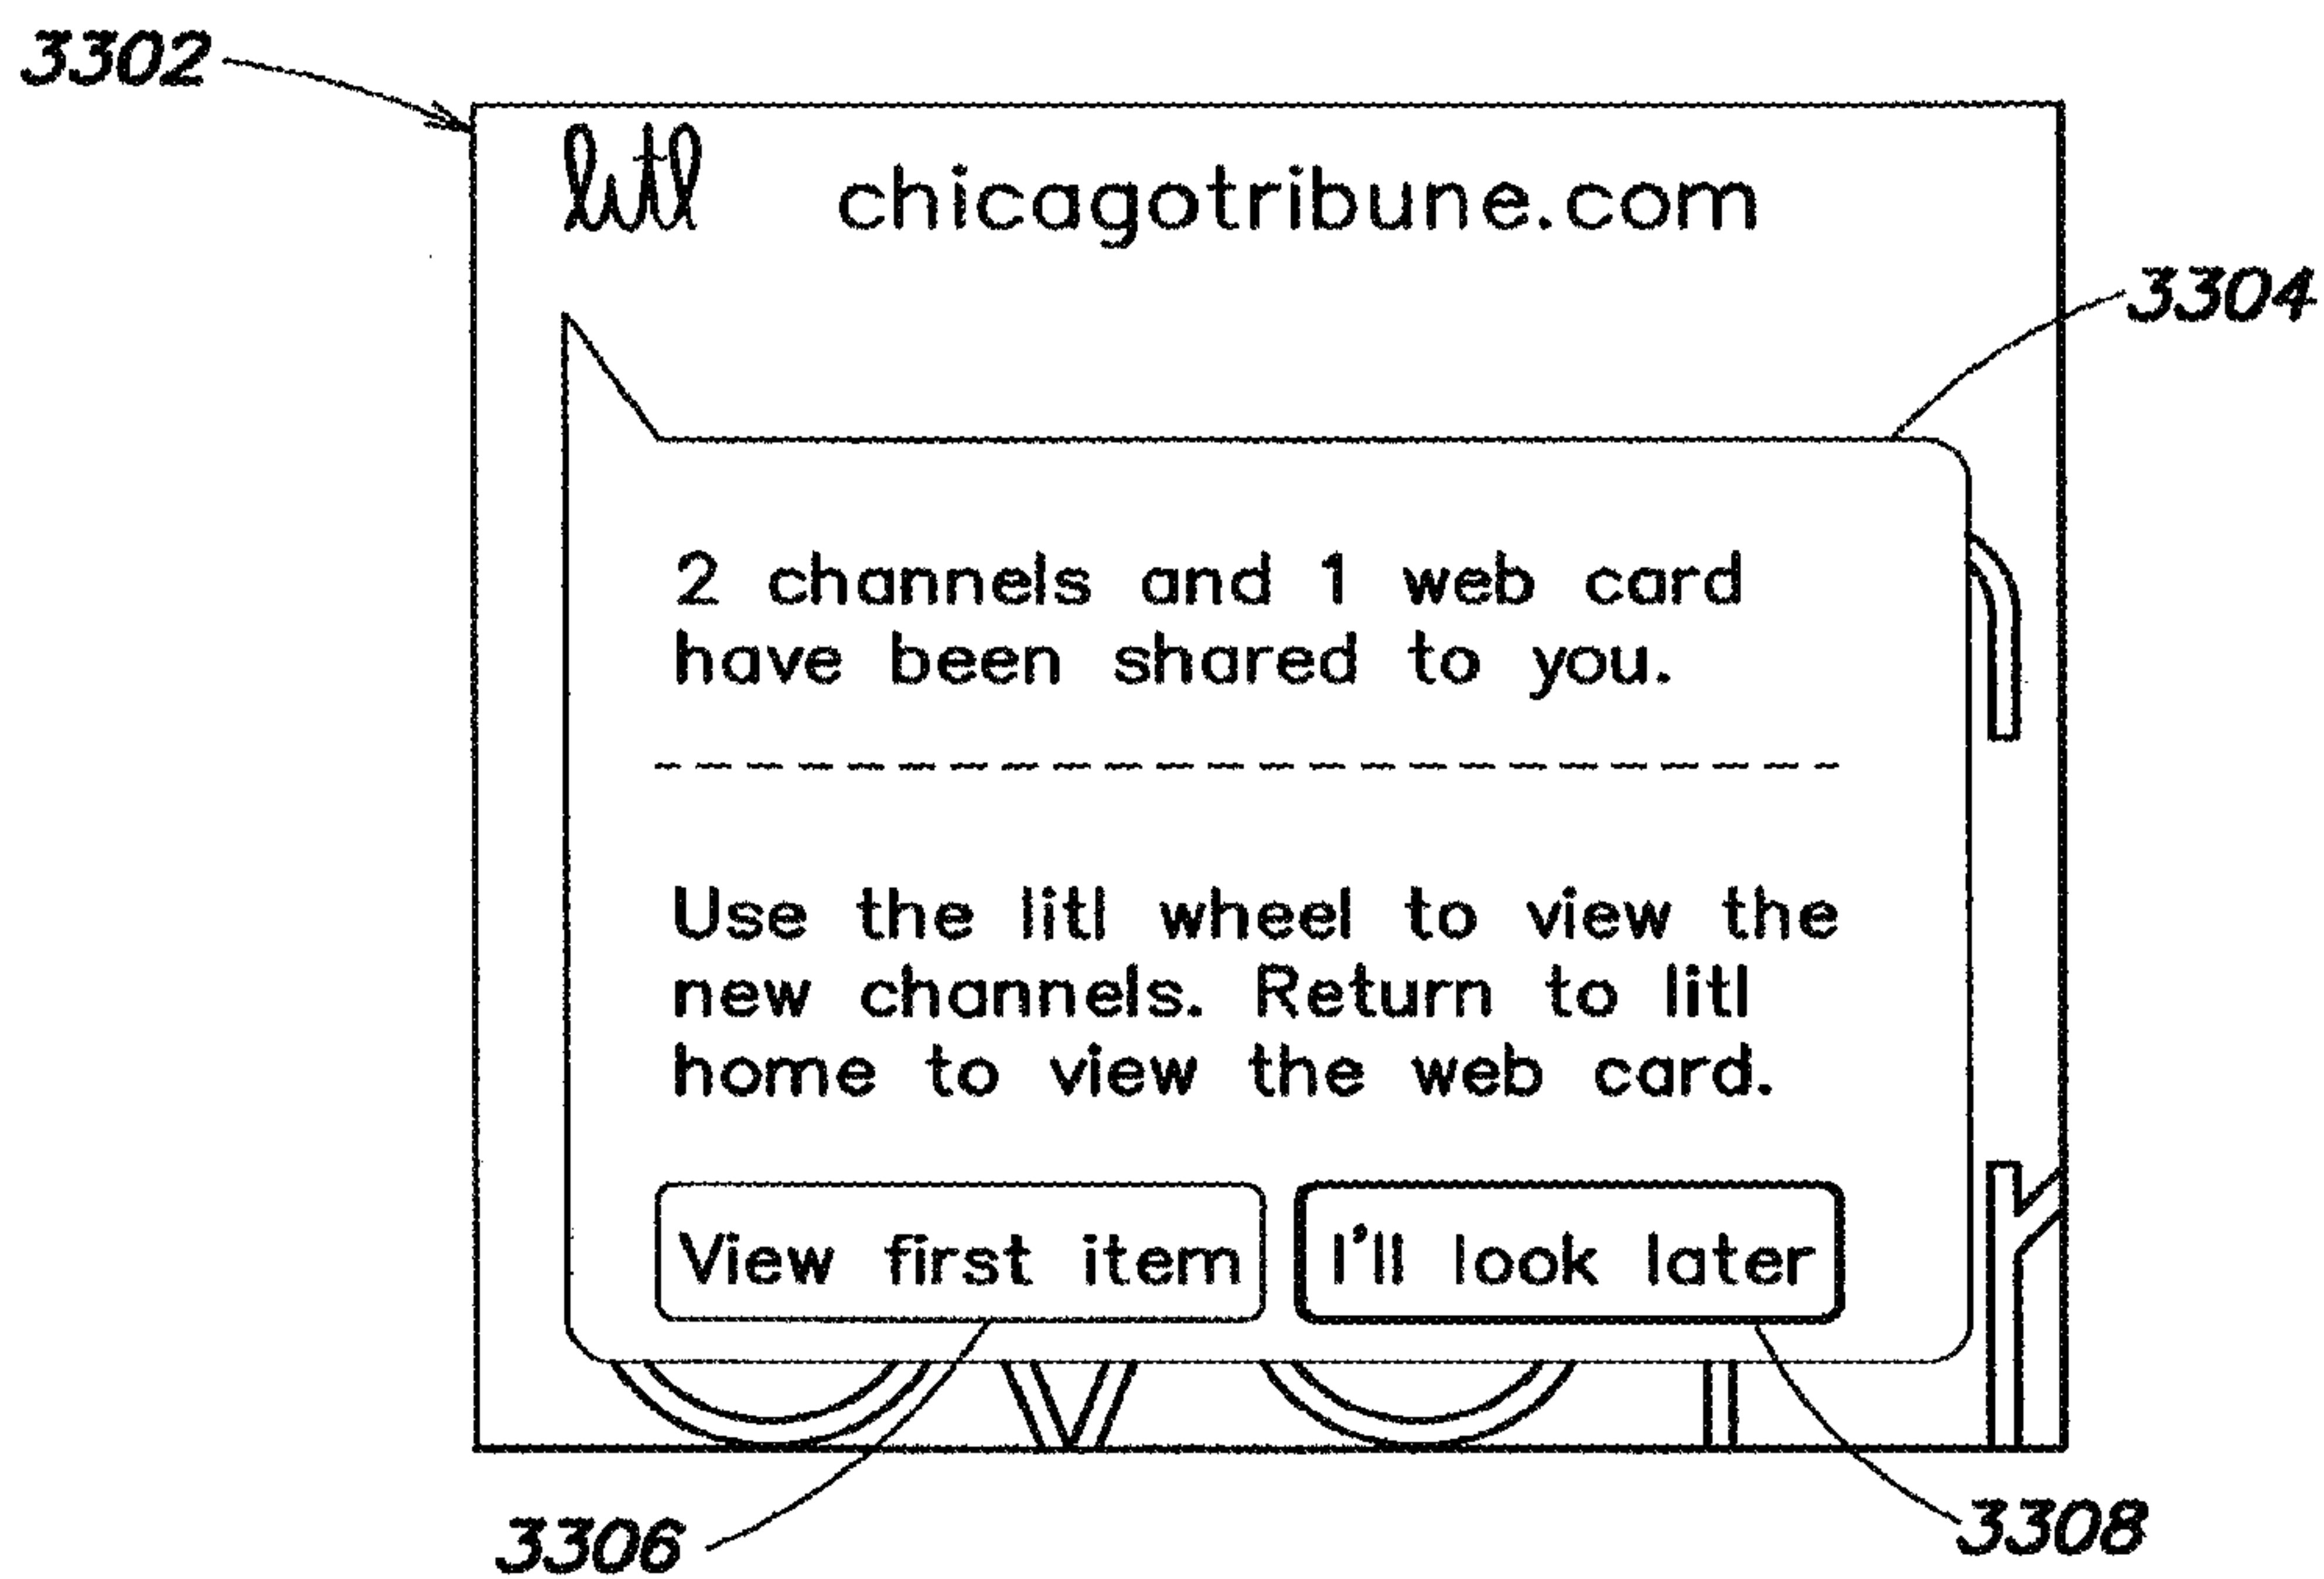 3302
litl chicagotribune.com
3304
2 channels and 1 web card
have been shared to you.
Use the litl wheel to view the
new channels. Return to litl
home to view the web card.
View first item I'll look later
3306 3308